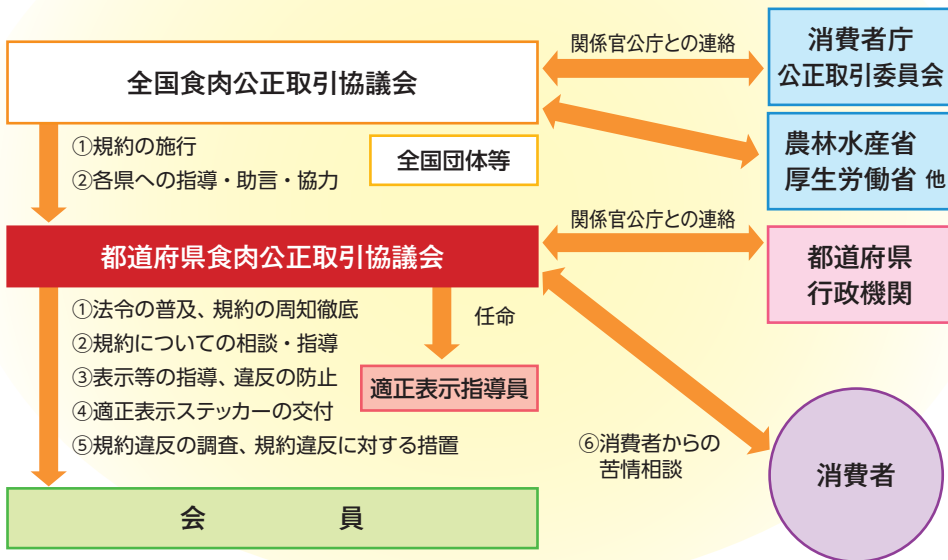 関係官公庁との連絡
消費者庁
公正取引委員会
全国食肉公正取引協議会
①規約の施行
②各県への指導・助言・協力
全国団体等
農林水産省
厚生労働省 他
関係官公庁との連絡
都道府県食肉公正取引協議会
都道府県
行政機関
①法令の普及、規約の周知徹底
②規約についての相談・指導
③表示等の指導、違反の防止
④適正表示ステッカーの交付
⑤規約違反の調査、規約違反に対する措置
任命
適正表示指導員
⑥消費者からの
苦情相談
消費者
会 員